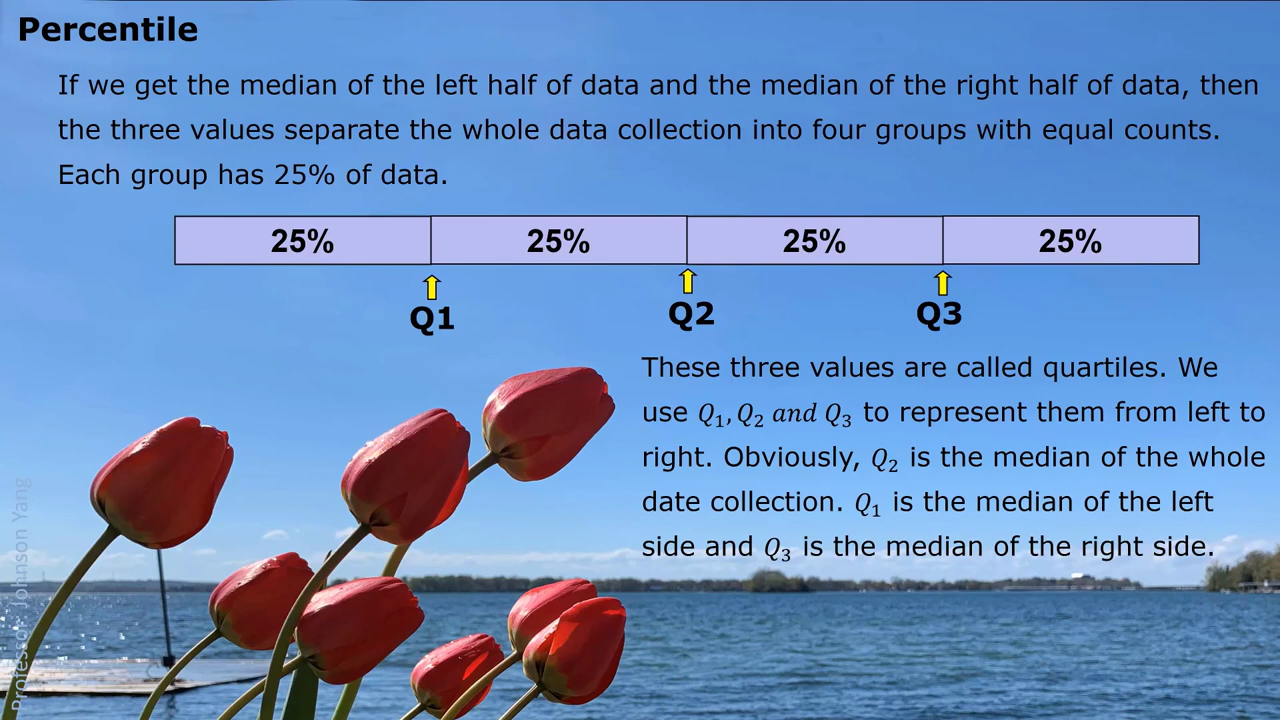 Percentile
If we get the median of the left half of data and the median of the right half of data, then
the three values separate the whole data collection into four groups with equal counts.
Each group has 25% of data.
25% 25% 25% 25%
Q1 Q2 Q3
These three values are called quartiles. We
use Q₁, Q₂ and Q₃ to represent them from left to
right. Obviously, Q₂ is the median of the whole
date collection. Q₁ is the median of the left
side and Q₃ is the median of the right side.
Professor: Johnson Yang